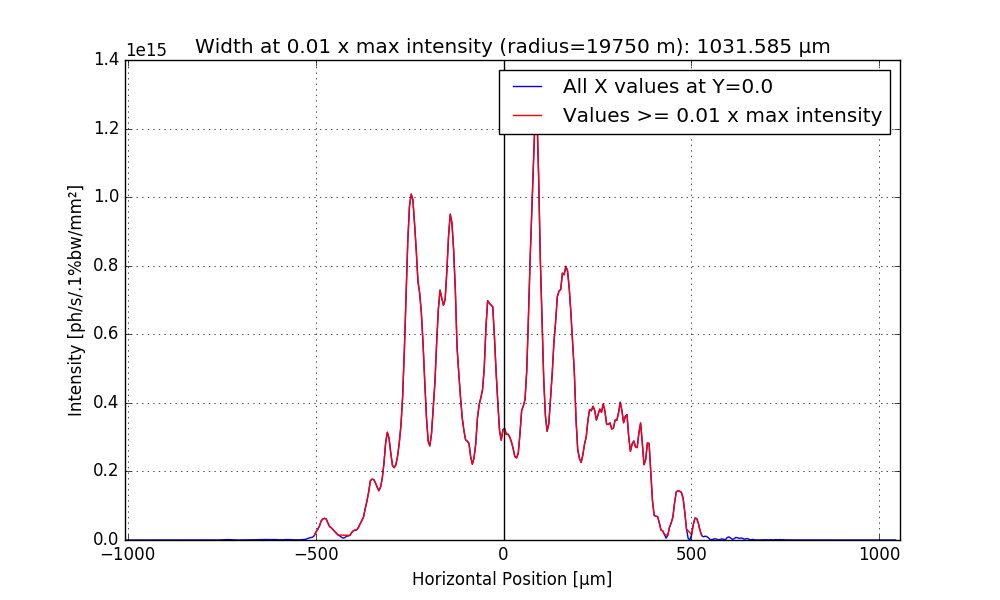 Width at 0.01 x max intensity (radius=19750 m): 1031.585 µm
1e15
All X values at Y=0.0
Values >= 0.01 x max intensity
1.4
1.2
1.0
0.8
0.6
0.4
0.2
0.0
Intensity [ph/s/.1%bw/mm²]
−1000
−500
0
500
1000
Horizontal Position [µm]